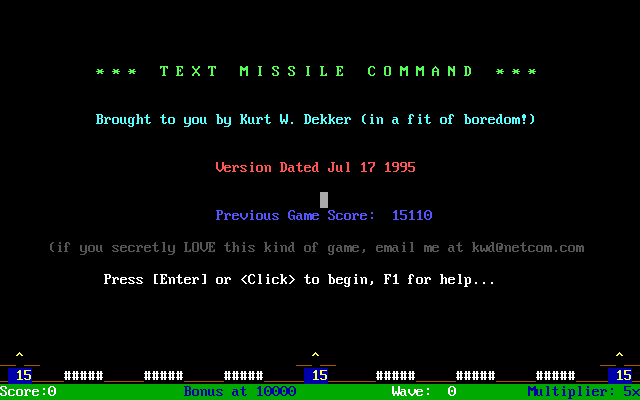 *** TEXT MISSILE COMMAND ***
Brought to you by Kurt W. Dekker (in a fit of boredom!)
Version Dated Jul 17 1995
Previous Game Score: 15110
(if you secretly LOVE this kind of game, email me at kwd@netcom.com
Press [Enter] or <Click> to begin, F1 for help...
^ ^ ^
15 ##### ##### ##### 15 ##### ##### ##### 15
Score:0 Bonus at 10000 Wave: 0 Multiplier: 5x